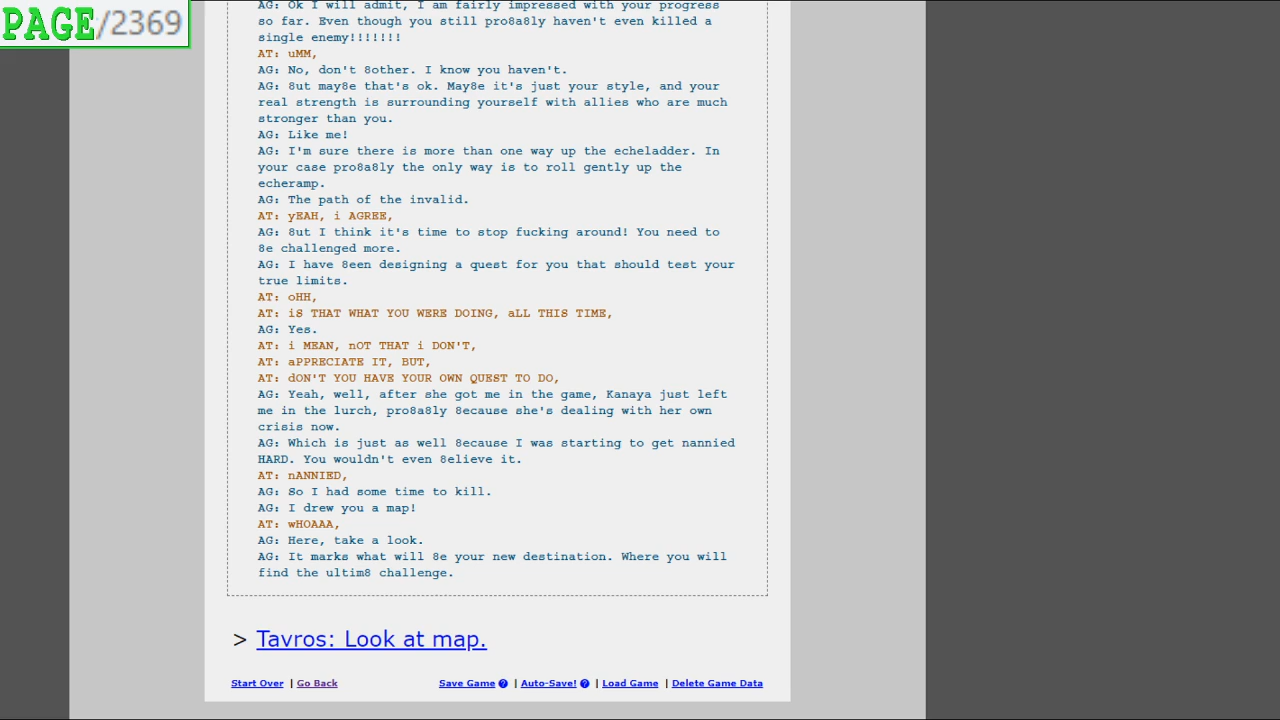 PAGE/2369
AG: Ok I will admit, I am fairly impressed with your progress
so far. Even though you still pro8a8ly haven't even killed a
single enemy!!!!!!!
AT: uMM,
AG: No, don't 8other. I know you haven't.
AG: 8ut may8e that's ok. May8e it's just your style, and your
real strength is surrounding yourself with allies who are much
stronger than you.
AG: Like me!
AG: I'm sure there is more than one way up the echeladder. In
your case pro8a8ly the only way is to roll gently up the
echeramp.
AG: The path of the invalid.
AT: yEAH, i AGREE,
AG: 8ut I think it's time to stop fucking around! You need to
8e challenged more.
AG: I have 8een designing a quest for you that should test your
true limits.
AT: oHH,
AT: iS THAT WHAT YOU WERE DOING, aLL THIS TIME,
AG: Yes.
AT: i MEAN, nOT THAT i DON'T,
AT: aPPRECIATE IT, BUT,
AT: dON'T YOU HAVE YOUR OWN QUEST TO DO,
AG: Yeah, well, after she got me in the game, Kanaya just left
me in the lurch, pro8a8ly 8ecause she's dealing with her own
crisis now.
AG: Which is just as well 8ecause I was starting to get nannied
HARD. You wouldn't even 8elieve it.
AT: nANNIED,
AG: So I had some time to kill.
AG: I drew you a map!
AT: wHOAAA,
AG: Here, take a look.
AG: It marks what will 8e your new destination. Where you will
find the ultim8 challenge.
> Tavros: Look at map.
Start Over | Go Back Save Game ? | Auto-Save! ? | Load Game | Delete Game Data